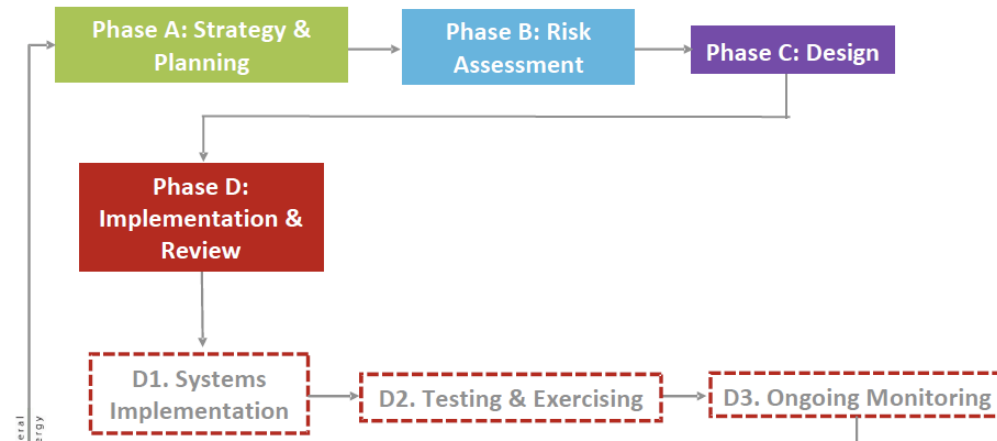 Phase A: Strategy &
Planning
Phase B: Risk
Assessment
Phase C: Design
Phase D:
Implementation &
Review
D1. Systems
Implementation
D2. Testing & Exercising
D3. Ongoing Monitoring